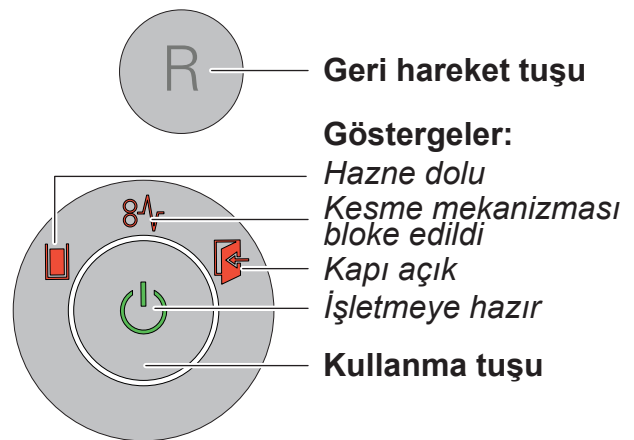 R
Geri hareket tuşu
Göstergeler:
Hazne dolu
Kesme mekanizması
bloke edildi
Kapı açık
İşletmeye hazır
Kullanma tuşu